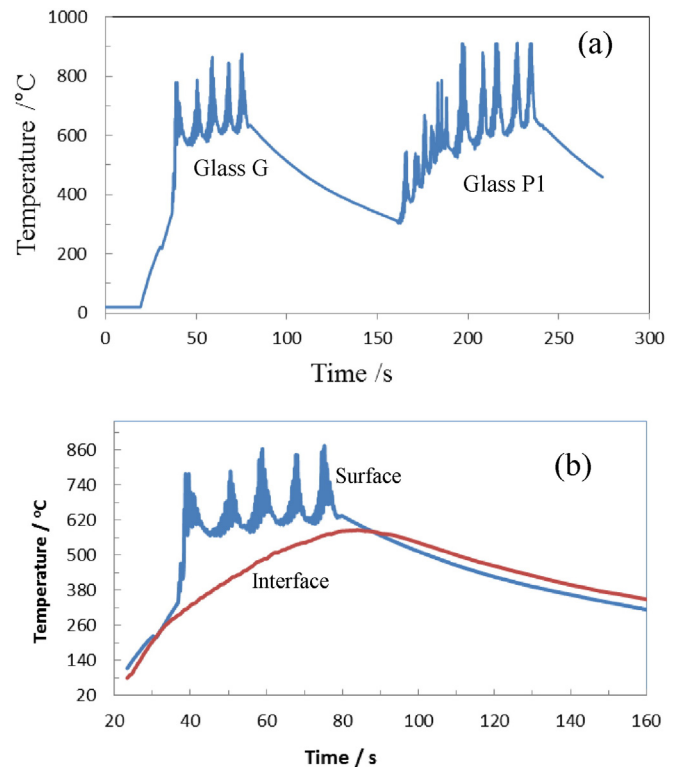 (a)
1000
800
600
400
200
0
Temperature /°C
Glass G
Glass P1
0 50 100 150 200 250 300
Time /s
(b)
860
740
620
500
380
260
140
20
Temperature / °C
Surface
Interface
20 40 60 80 100 120 140 160
Time / s